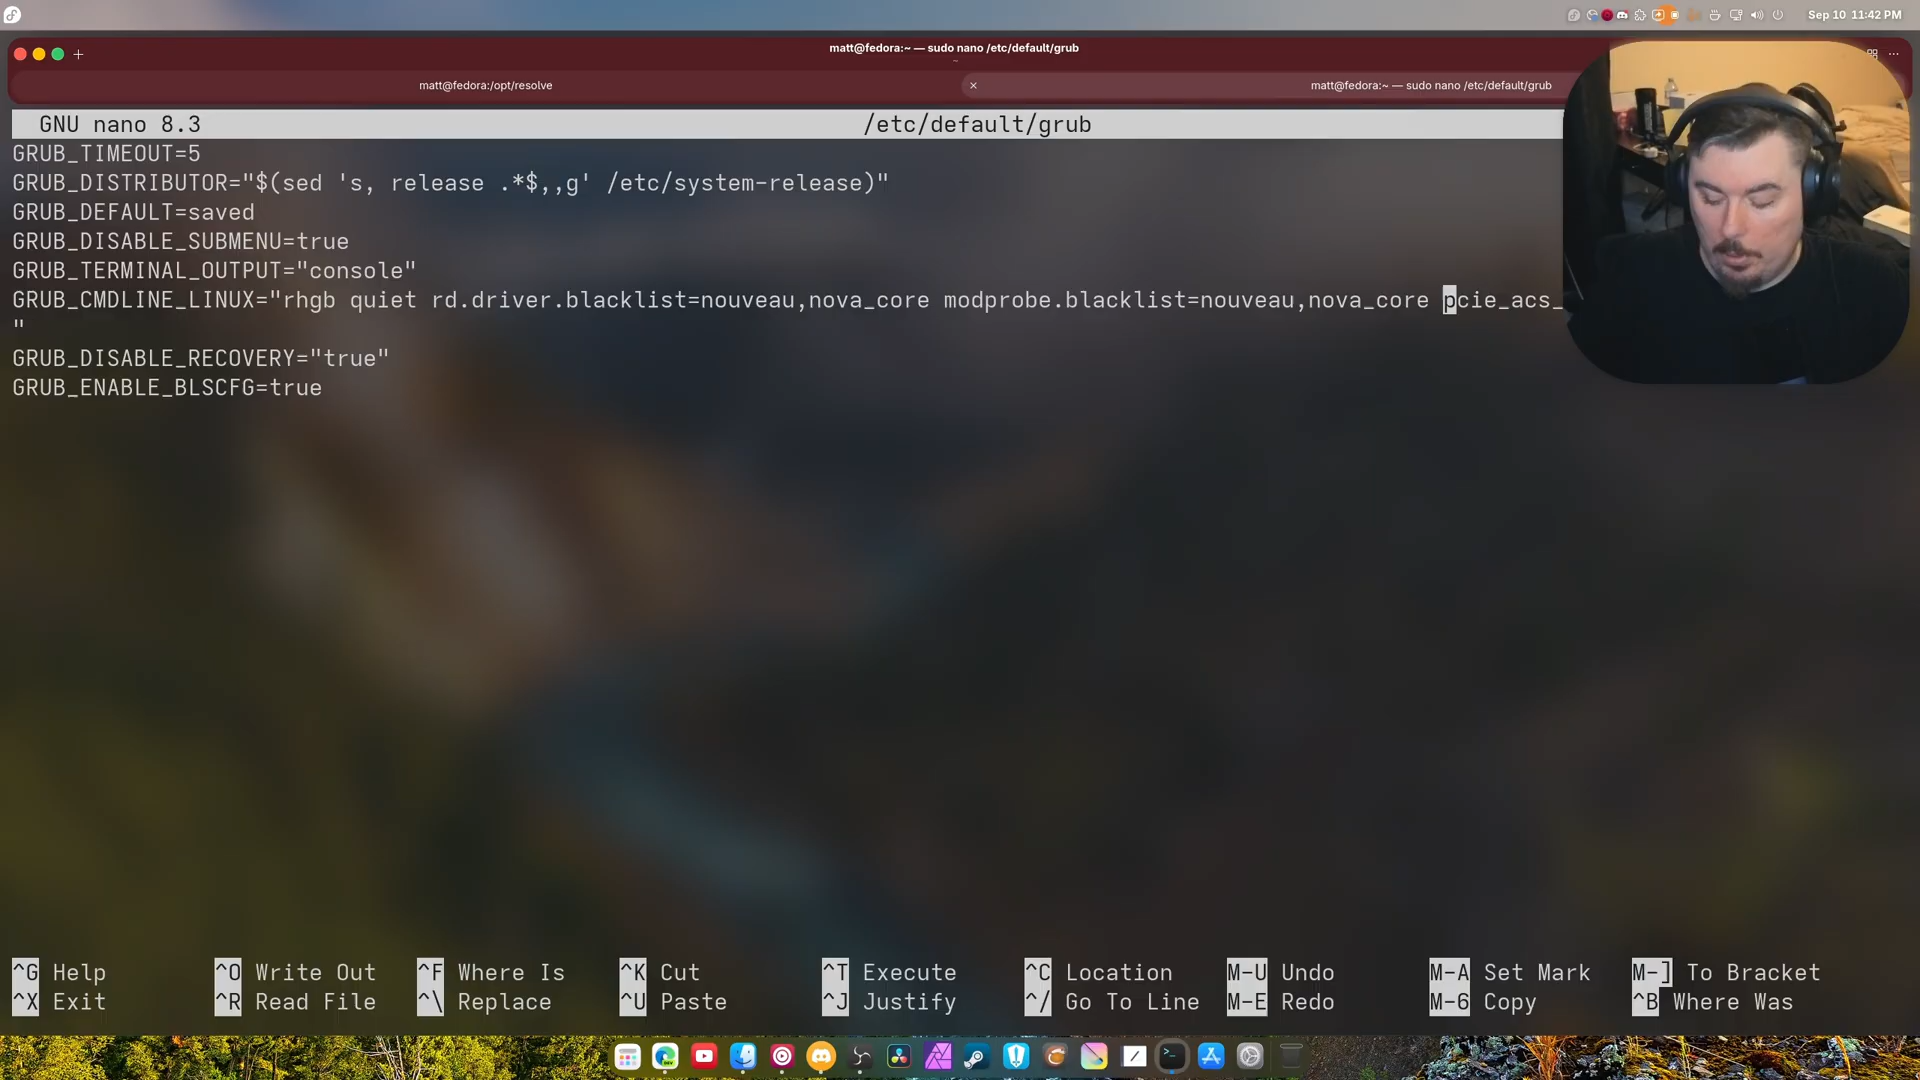 Sep 10 11:42 PM
matt@fedora:~ — sudo nano /etc/default/grub
~
matt@fedora:/opt/resolve
matt@fedora:~ — sudo nano /etc/default/grub
GNU nano 8.3 /etc/default/grub
GRUB_TIMEOUT=5
GRUB_DISTRIBUTOR="$(sed 's, release .*$,,g' /etc/system-release)"
GRUB_DEFAULT=saved
GRUB_DISABLE_SUBMENU=true
GRUB_TERMINAL_OUTPUT="console"
GRUB_CMDLINE_LINUX="rhgb quiet rd.driver.blacklist=nouveau,nova_core modprobe.blacklist=nouveau,nova_core pcie_acs_
"
GRUB_DISABLE_RECOVERY="true"
GRUB_ENABLE_BLSCFG=true
^G Help ^O Write Out ^F Where Is ^K Cut ^T Execute ^C Location M-U Undo M-A Set Mark M-] To Bracket
^X Exit ^R Read File ^\ Replace ^U Paste ^J Justify ^/ Go To Line M-E Redo M-6 Copy ^B Where Was